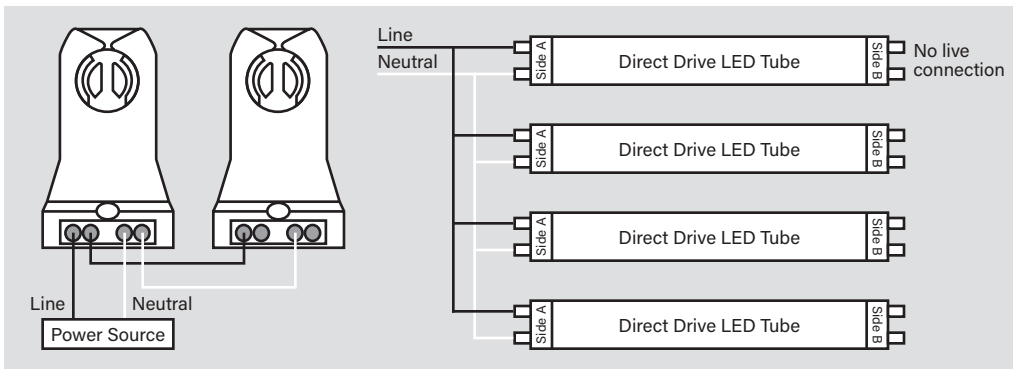 Line
Neutral
Power Source
Line
Neutral
Side A
Direct Drive LED Tube
Side B
No live
connection
Side A
Direct Drive LED Tube
Side B
Side A
Direct Drive LED Tube
Side B
Side A
Direct Drive LED Tube
Side B